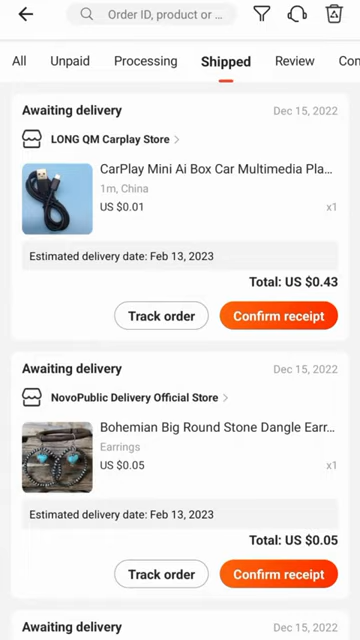 Order ID, product or ...
All Unpaid Processing Shipped Review Con
Awaiting delivery Dec 15, 2022
LONG QM Carplay Store
CarPlay Mini Ai Box Car Multimedia Pla...
1m, China
US $0.01 x1
Estimated delivery date: Feb 13, 2023
Total: US $0.43
Track order Confirm receipt
Awaiting delivery Dec 15, 2022
NovoPublic Delivery Official Store
Bohemian Big Round Stone Dangle Earr...
Earrings
US $0.05 x1
Estimated delivery date: Feb 13, 2023
Total: US $0.05
Track order Confirm receipt
Awaiting delivery Dec 15, 2022